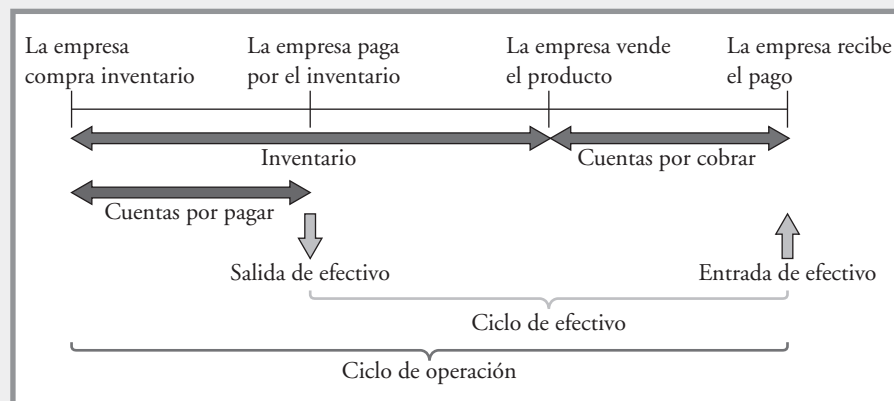 La empresa
compra inventario
La empresa paga
por el inventario
La empresa vende
el producto
La empresa recibe
el pago
Inventario
Cuentas por cobrar
Cuentas por pagar
Salida de efectivo
Entrada de efectivo
Ciclo de efectivo
Ciclo de operación